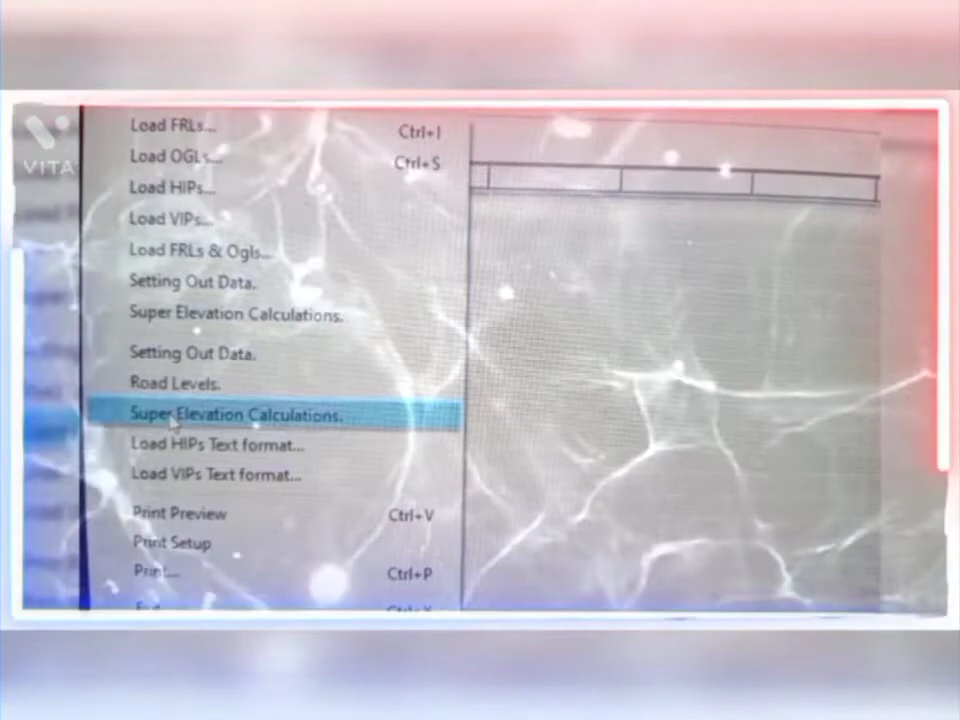 Load FRLs... Ctrl+I
Load OGLs... Ctrl+S
VITA
Load HIPs...
Load VIPs...
Load FRLs & Ogls...
Setting Out Data.
Super Elevation Calculations.
Setting Out Data.
Road Levels.
Super Elevation Calculations.
Load HIPs Text format...
Load VIPs Text format...
Print Preview Ctrl+V
Print Setup
Print... Ctrl+P